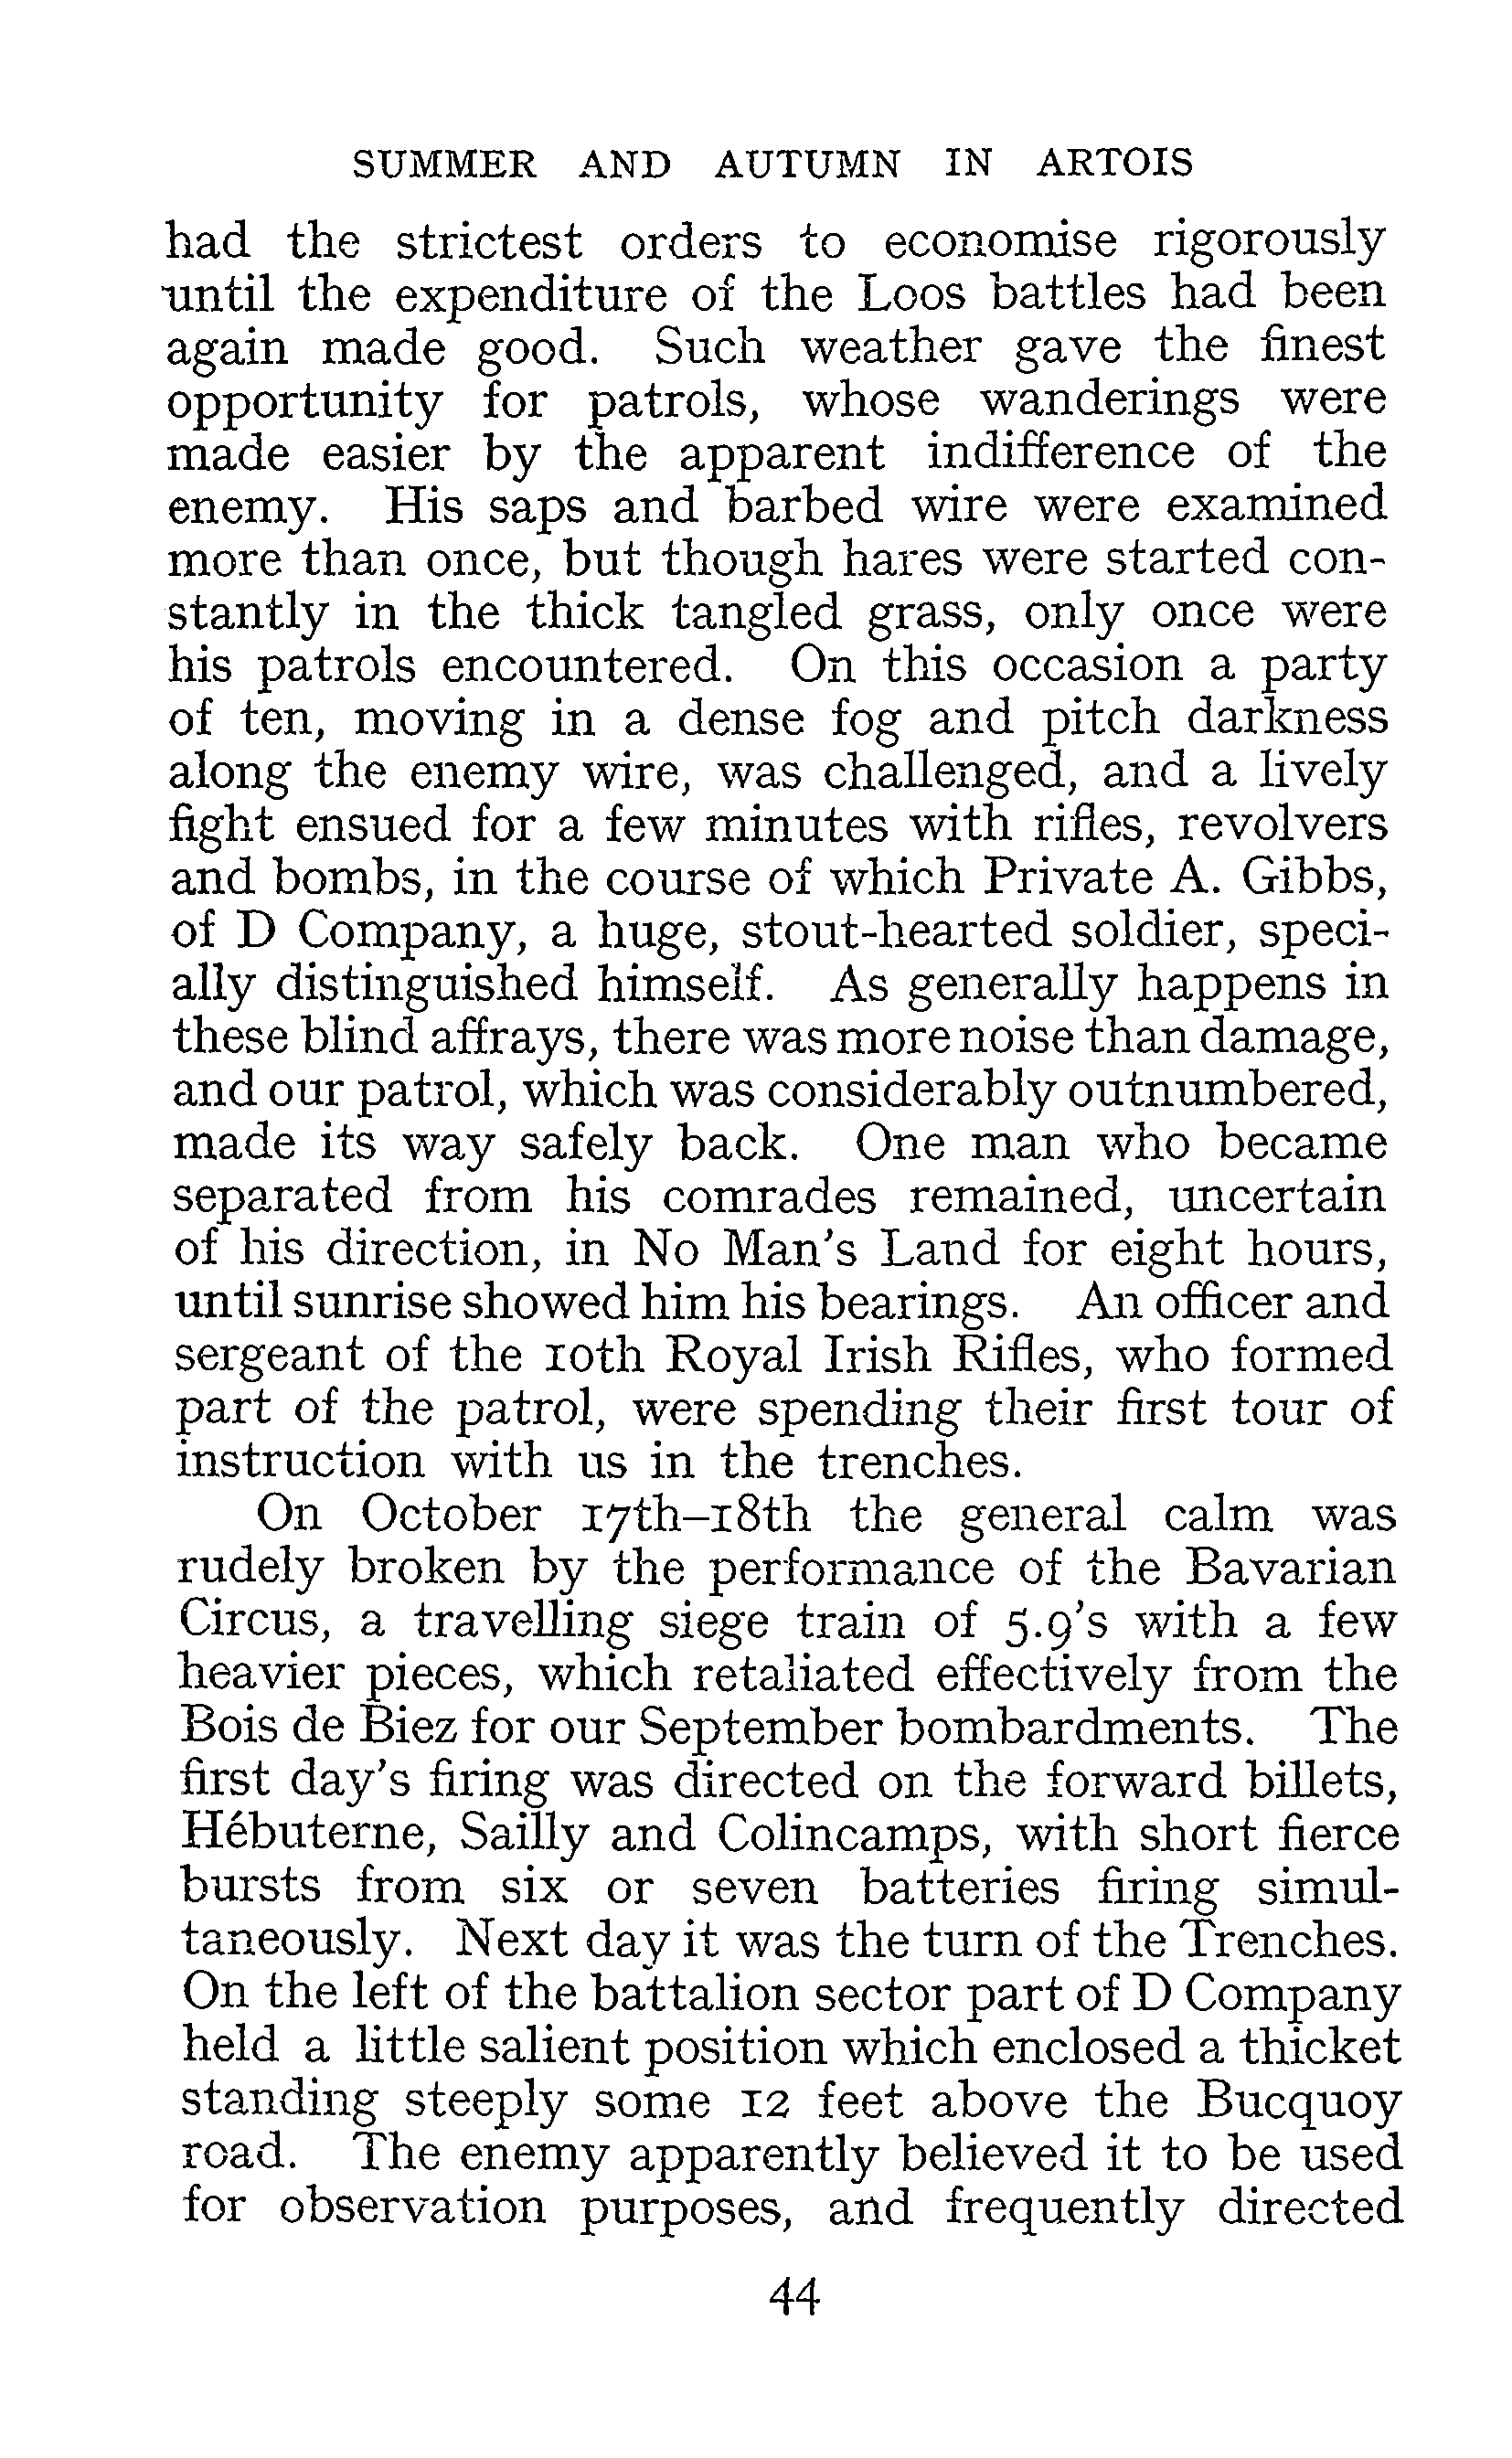 SUMMER AND AUTUMN IN ARTOIS
had the strictest orders to economise rigorously
until the expenditure of the Loos battles had been
again made good. Such weather gave the finest
opportunity for patrols, whose wanderings were
made easier by the apparent indifference of the
enemy. His saps and barbed wire were examined
more than once, but though hares were started con-
stantly in the thick tangled grass, only once were
his patrols encountered. On this occasion a party
of ten, moving in a dense fog and pitch darkness
along the enemy wire, was challenged, and a lively
fight ensued for a few minutes with rifles, revolvers
and bombs, in the course of which Private A. Gibbs,
of D Company, a huge, stout-hearted soldier, speci-
ally distinguished himself. As generally happens in
these blind affrays, there was more noise than damage,
and our patrol, which was considerably outnumbered,
made its way safely back. One man who became
separated from his comrades remained, uncertain
of his direction, in No Man's Land for eight hours,
until sunrise showed him his bearings. An officer and
sergeant of the 10th Royal Irish Rifles, who formed
part of the patrol, were spending their first tour of
instruction with us in the trenches.
On October 17th–18th the general calm was
rudely broken by the performance of the Bavarian
Circus, a travelling siege train of 5.9's with a few
heavier pieces, which retaliated effectively from the
Bois de Biez for our September bombardments. The
first day's firing was directed on the forward billets,
Hébuterne, Sailly and Colincamps, with short fierce
bursts from six or seven batteries firing simul-
taneously. Next day it was the turn of the Trenches.
On the left of the battalion sector part of D Company
held a little salient position which enclosed a thicket
standing steeply some 12 feet above the Bucquoy
road. The enemy apparently believed it to be used
for observation purposes, and frequently directed
44